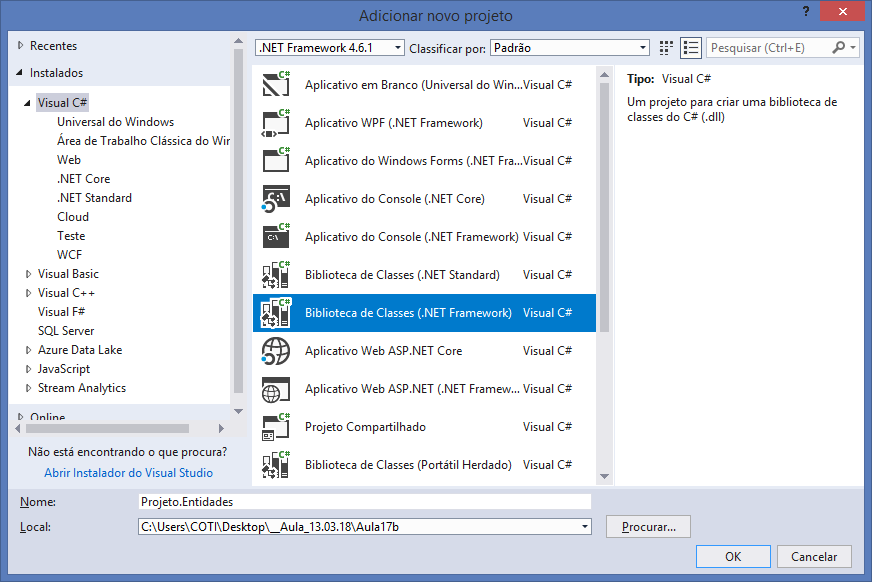 Adicionar novo projeto
?
Recentes
Instalados
Visual C#
Universal do Windows
Área de Trabalho Clássica do Wir
Web
.NET Core
.NET Standard
Cloud
Teste
WCF
Visual Basic
Visual C++
Visual F#
SQL Server
Azure Data Lake
JavaScript
Stream Analytics
Online
Não está encontrando o que procura?
Abrir Instalador do Visual Studio
.NET Framework 4.6.1 Classificar por: Padrão
Pesquisar (Ctrl+E)
Aplicativo em Branco (Universal do Win... Visual C#
Aplicativo WPF (.NET Framework) Visual C#
Aplicativo do Windows Forms (.NET Fra... Visual C#
Aplicativo do Console (.NET Core) Visual C#
Aplicativo do Console (.NET Framework) Visual C#
Biblioteca de Classes (.NET Standard) Visual C#
Biblioteca de Classes (.NET Framework) Visual C#
Aplicativo Web ASP.NET Core Visual C#
Aplicativo Web ASP.NET (.NET Framew... Visual C#
Projeto Compartilhado Visual C#
Biblioteca de Classes (Portátil Herdado) Visual C#
Tipo: Visual C#
Um projeto para criar uma biblioteca de
classes do C# (.dll)
Nome: Projeto.Entidades
Local: C:\Users\COTI\Desktop\__Aula_13.03.18\Aula17b
Procurar...
OK Cancelar